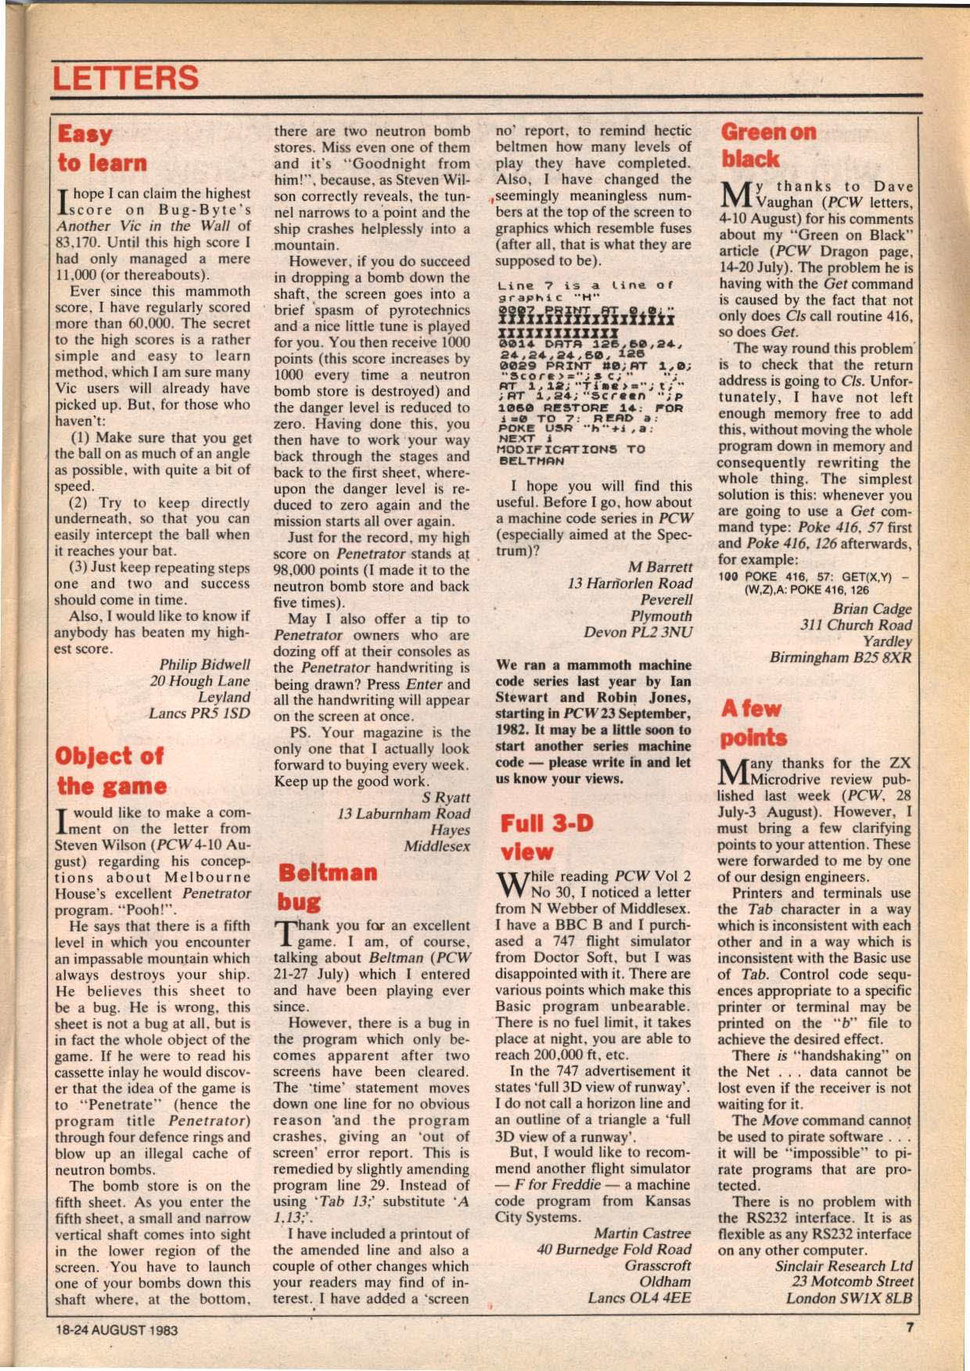 LETTERS
Easy
to learn
I hope I can claim the highest
score on Bug-Byte's
Another Vic in the Wall of
83,170. Until this high score I
had only managed a mere
11,000 (or thereabouts).
Ever since this mammoth
score, I have regularly scored
more than 60,000. The secret
to the high scores is a rather
simple and easy to learn
method, which I am sure many
Vic users will already have
picked up. But, for those who
haven't:
(1) Make sure that you get
the ball on as much of an angle
as possible, with quite a bit of
speed.
(2) Try to keep directly
underneath, so that you can
easily intercept the ball when
it reaches your bat.
(3) Just keep repeating steps
one and two and success
should come in time.
Also, I would like to know if
anybody has beaten my high-
est score.
Philip Bidwell
20 Hough Lane
Leyland
Lancs PR5 1SD
Object of
the game
I would like to make a com-
ment on the letter from
Steven Wilson (PCW 4-10 Au-
gust) regarding his concep-
tions about Melbourne
House's excellent Penetrator
program. "Pooh!".
He says that there is a fifth
level in which you encounter
an impassable mountain which
always destroys your ship.
He believes this sheet to
be a bug. He is wrong, this
sheet is not a bug at all, but is
in fact the whole object of the
game. If he were to read his
cassette inlay he would discov-
er that the idea of the game is
to "Penetrate" (hence the
program title Penetrator)
through four defence rings and
blow up an illegal cache of
neutron bombs.
The bomb store is on the
fifth sheet. As you enter the
fifth sheet, a small and narrow
vertical shaft comes into sight
in the lower region of the
screen. You have to launch
one of your bombs down this
shaft where, at the bottom,
there are two neutron bomb
stores. Miss even one of them
and it's "Goodnight from
him!", because, as Steven Wil-
son correctly reveals, the tun-
nel narrows to a point and the
ship crashes helplessly into a
mountain.
However, if you do succeed
in dropping a bomb down the
shaft, the screen goes into a
brief spasm of pyrotechnics
and a nice little tune is played
for you. You then receive 1000
points (this score increases by
1000 every time a neutron
bomb store is destroyed) and
the danger level is reduced to
zero. Having done this, you
then have to work your way
back through the stages and
back to the first sheet, where-
upon the danger level is re-
duced to zero again and the
mission starts all over again.
Just for the record, my high
score on Penetrator stands at
98,000 points (I made it to the
neutron bomb store and back
five times).
May I also offer a tip to
Penetrator owners who are
dozing off at their consoles as
the Penetrator handwriting is
being drawn? Press Enter and
all the handwriting will appear
on the screen at once.
PS. Your magazine is the
only one that I actually look
forward to buying every week.
Keep up the good work.
S Ryatt
13 Laburnham Road
Hayes
Middlesex
Beltman
bug
Thank you for an excellent
game. I am, of course,
talking about Beltman (PCW
21-27 July) which I entered
and have been playing ever
since.
However, there is a bug in
the program which only be-
comes apparent after two
screens have been cleared.
The 'time' statement moves
down one line for no obvious
reason and the program
crashes, giving an 'out of
screen' error report. This is
remedied by slightly amending
program line 29. Instead of
using 'Tab 13;' substitute 'A
1,13;'.
I have included a printout of
the amended line and also a
couple of other changes which
your readers may find of in-
terest. I have added a 'screen
no' report, to remind hectic
beltmen how many levels of
play they have completed.
Also, I have changed the
seemingly meaningless num-
bers at the top of the screen to
graphics which resemble fuses
(after all, that is what they are
supposed to be).
Line 7 is a line of
graphic "H"
0007 PRINT AT 0,0;"
0014 DATA 126,60,24,
24,24,24,60, 126
0029 PRINT #0;AT 1,0;
"Score>=";sc;" ";
AT 1,12;"Time>=";t;"
;AT 1,24;"Screen ";P
1060 RESTORE 14: FOR
i=0 TO 7: READ a:
POKE USR "h"+i,a:
NEXT i
MODIFICATIONS TO
BELTMAN
I hope you will find this
useful. Before I go, how about
a machine code series in PCW
(especially aimed at the Spec-
trum)?
M Barrett
13 Hamorlen Road
Peverell
Plymouth
Devon PL2 3NU
We ran a mammoth machine
code series last year by Ian
Stewart and Robin Jones,
starting in PCW 23 September,
1982. It may be a little soon to
start another series machine
code — please write in and let
us know your views.
Full 3-D
view
While reading PCW Vol 2
No 30, I noticed a letter
from N Webber of Middlesex.
I have a BBC B and I purch-
ased a 747 flight simulator
from Doctor Soft, but I was
disappointed with it. There are
various points which make this
Basic program unbearable.
There is no fuel limit, it takes
place at night, you are able to
reach 200,000 ft, etc.
In the 747 advertisement it
states 'full 3D view of runway'.
I do not call a horizon line and
an outline of a triangle a 'full
3D view of a runway'.
But, I would like to recom-
mend another flight simulator
— F for Freddie — a machine
code program from Kansas
City Systems.
Martin Castree
40 Burnedge Fold Road
Grasscroft
Oldham
Lancs OL4 4EE
Green on
black
My thanks to Dave
Vaughan (PCW letters,
4-10 August) for his comments
about my "Green on Black"
article (PCW Dragon page,
14-20 July). The problem he is
having with the Get command
is caused by the fact that not
only does Cls call routine 416,
so does Get.
The way round this problem
is to check that the return
address is going to Cls. Unfor-
tunately, I have not left
enough memory free to add
this, without moving the whole
program down in memory and
consequently rewriting the
whole thing. The simplest
solution is this: whenever you
are going to use a Get com-
mand type: Poke 416, 57 first
and Poke 416, 126 afterwards,
for example:
100 POKE 416, 57: GET(X,Y) –
(W,Z),A: POKE 416, 126
Brian Cadge
311 Church Road
Yardley
Birmingham B25 8XR
A few
points
Many thanks for the ZX
Microdrive review pub-
lished last week (PCW, 28
July-3 August). However, I
must bring a few clarifying
points to your attention. These
were forwarded to me by one
of our design engineers.
Printers and terminals use
the Tab character in a way
which is inconsistent with each
other and in a way which is
inconsistent with the Basic use
of Tab. Control code sequ-
ences appropriate to a specific
printer or terminal may be
printed on the "b" file to
achieve the desired effect.
There is "handshaking" on
the Net . . . data cannot be
lost even if the receiver is not
waiting for it.
The Move command cannot
be used to pirate software . . .
it will be "impossible" to pi-
rate programs that are pro-
tected.
There is no problem with
the RS232 interface. It is as
flexible as any RS232 interface
on any other computer.
Sinclair Research Ltd
23 Motcomb Street
London SW1X 8LB
18-24 AUGUST 1983
7